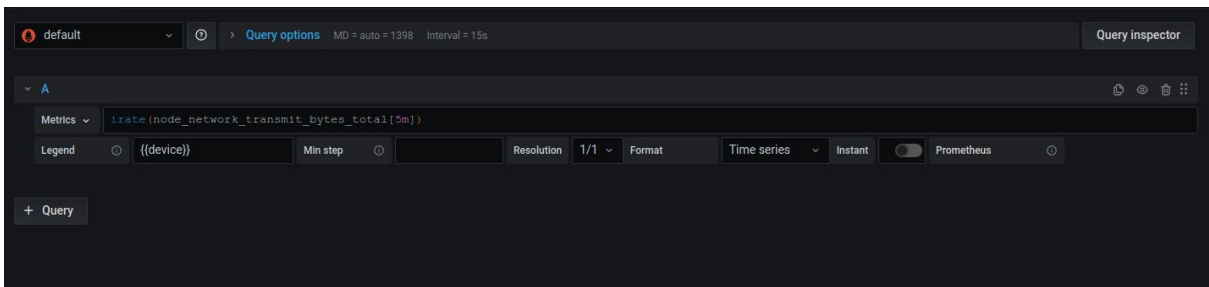 default
> Query options MD = auto = 1398 Interval = 15s
Query inspector
A
Metrics irate(node_network_transmit_bytes_total[5m])
Legend {{device}} Min step Resolution 1/1 Format Time series Instant Prometheus
+ Query